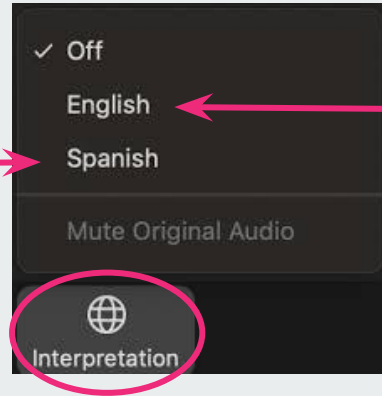 Off
English
Spanish
Mute Original Audio
Interpretation